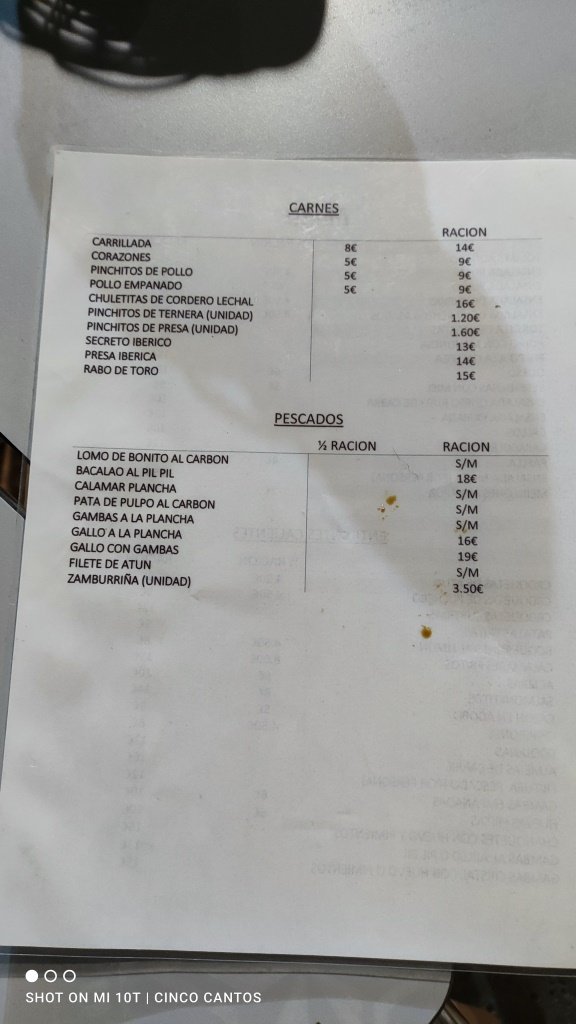 CARNES
RACION
CARRILLADA 8€ 14€
CORAZONES 5€ 9€
PINCHITOS DE POLLO 5€ 9€
POLLO EMPANADO 5€ 9€
CHULETITAS DE CORDERO LECHAL 16€
PINCHITOS DE TERNERA (UNIDAD) 1.20€
PINCHITOS DE PRESA (UNIDAD) 1.60€
SECRETO IBERICO 13€
PRESA IBERICA 14€
RABO DE TORO 15€
PESCADOS
½ RACION RACION
LOMO DE BONITO AL CARBON S/M
BACALAO AL PIL PIL 18€
CALAMAR PLANCHA S/M
PATA DE PULPO AL CARBON S/M
GAMBAS A LA PLANCHA S/M
GALLO A LA PLANCHA 16€
GALLO CON GAMBAS 19€
FILETE DE ATUN S/M
ZAMBURRIÑA (UNIDAD) 3.50€
SHOT ON MI 10T | CINCO CANTOS